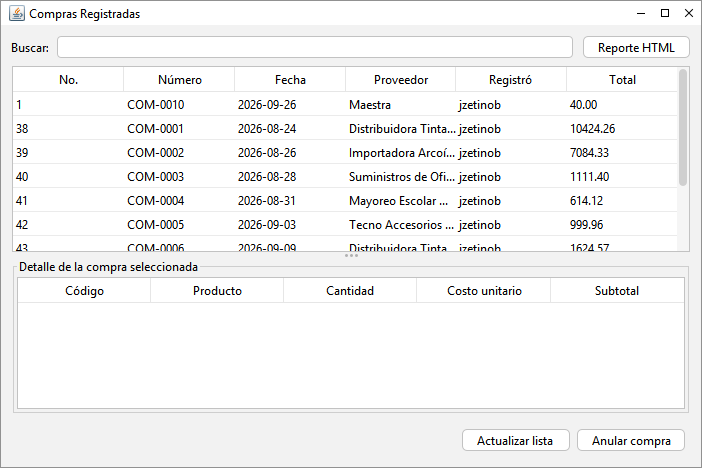 Compras Registradas
Buscar: Reporte HTML
No. Número Fecha Proveedor Registró Total
1 COM-0010 2026-09-26 Maestra jzetinob 40.00
38 COM-0001 2026-08-24 Distribuidora Tinta... jzetinob 10424.26
39 COM-0002 2026-08-26 Importadora Arcoí... jzetinob 7084.33
40 COM-0003 2026-08-28 Suministros de Ofi... jzetinob 1111.40
41 COM-0004 2026-08-31 Mayoreo Escolar ... jzetinob 614.12
42 COM-0005 2026-09-03 Tecno Accesorios ... jzetinob 999.96
43 COM-0006 2026-09-09 Distribuidora Tinta... jzetinob 1624.57
Detalle de la compra seleccionada
Código Producto Cantidad Costo unitario Subtotal
Actualizar lista Anular compra